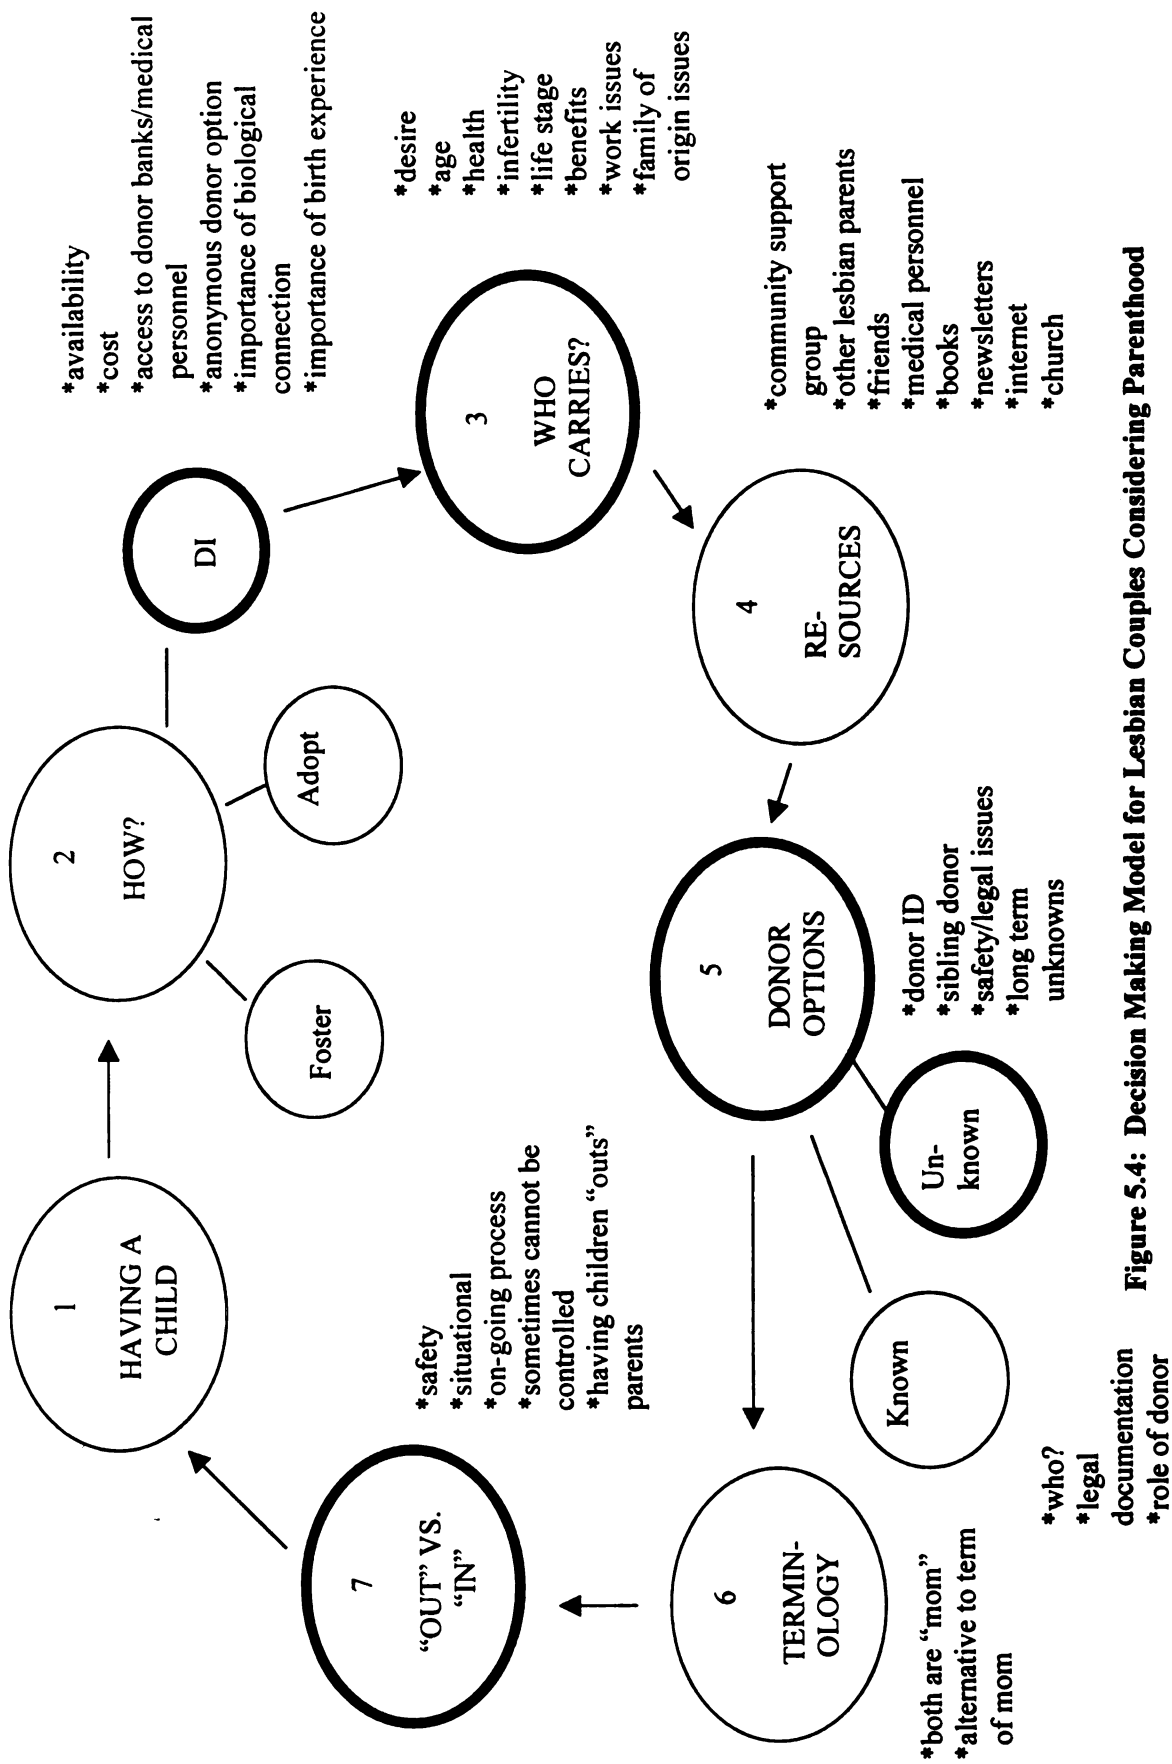 1
HAVING A
CHILD
2
HOW?
Foster
Adopt
DI
*availability
*cost
*access to donor banks/medical
personnel
*anonymous donor option
*importance of biological
connection
*importance of birth experience
3
WHO
CARRIES?
*desire
*age
*health
*infertility
*life stage
*benefits
*work issues
*family of
origin issues
4
RE-
SOURCES
*community support
group
*other lesbian parents
*friends
*medical personnel
*books
*newsletters
*internet
*church
5
DONOR
OPTIONS
*donor ID
*sibling donor
*safety/legal issues
*long term
unknowns
Un-
known
Known
*who?
*legal
documentation
*role of donor
6
TERMIN-
OLOGY
*both are “mom”
*alternative to term
of mom
7
“OUT” VS.
“IN”
*safety
*situational
*on-going process
*sometimes cannot be
controlled
*having children “outs”
parents
Figure 5.4: Decision Making Model for Lesbian Couples Considering Parenthood